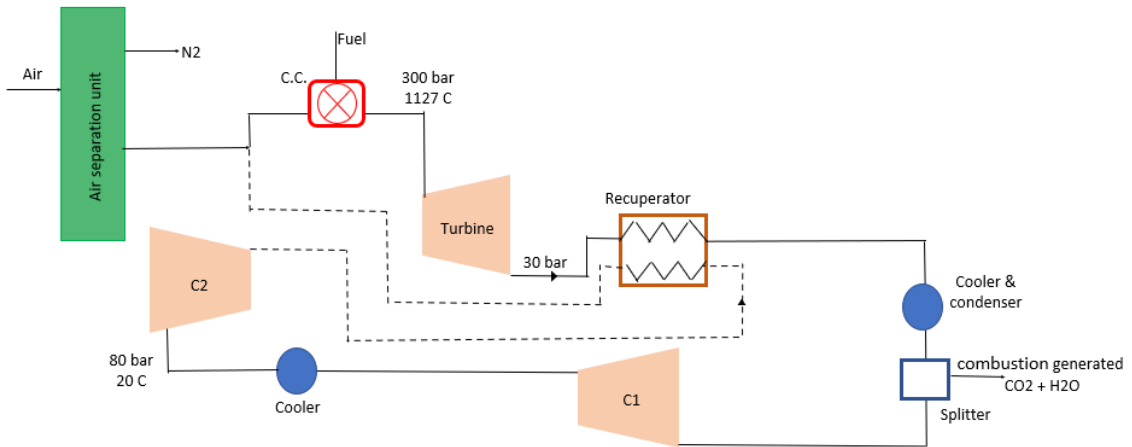 Fuel
N2
Air
C.C.
300 bar
1127 C
Air separation unit
Recuperator
Turbine
30 bar
Cooler &
condenser
C2
80 bar
20 C
combustion generated
CO2 + H2O
Cooler
C1
Splitter